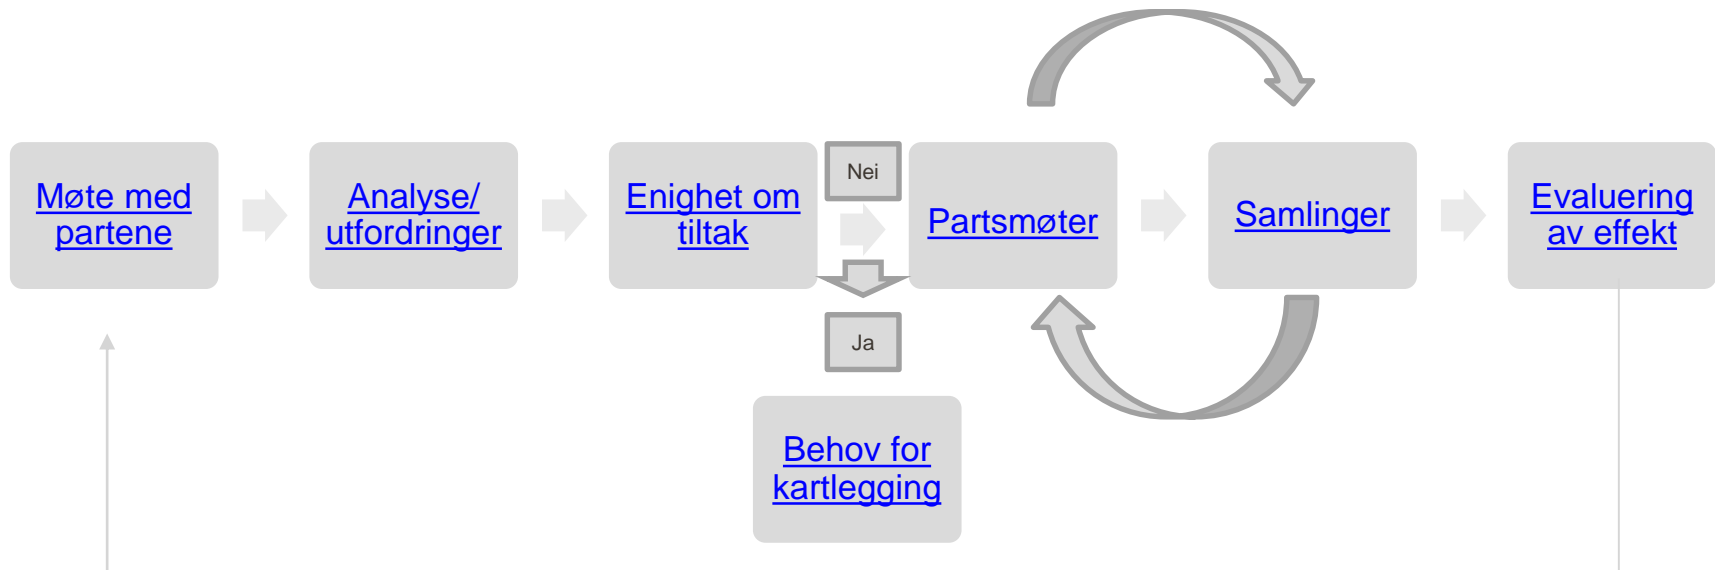 Møte med
partene
Analyse/
utfordringer
Enighet om
tiltak
Nei
Ja
Behov for
kartlegging
Partsmøter
Samlinger
Evaluering
av effekt